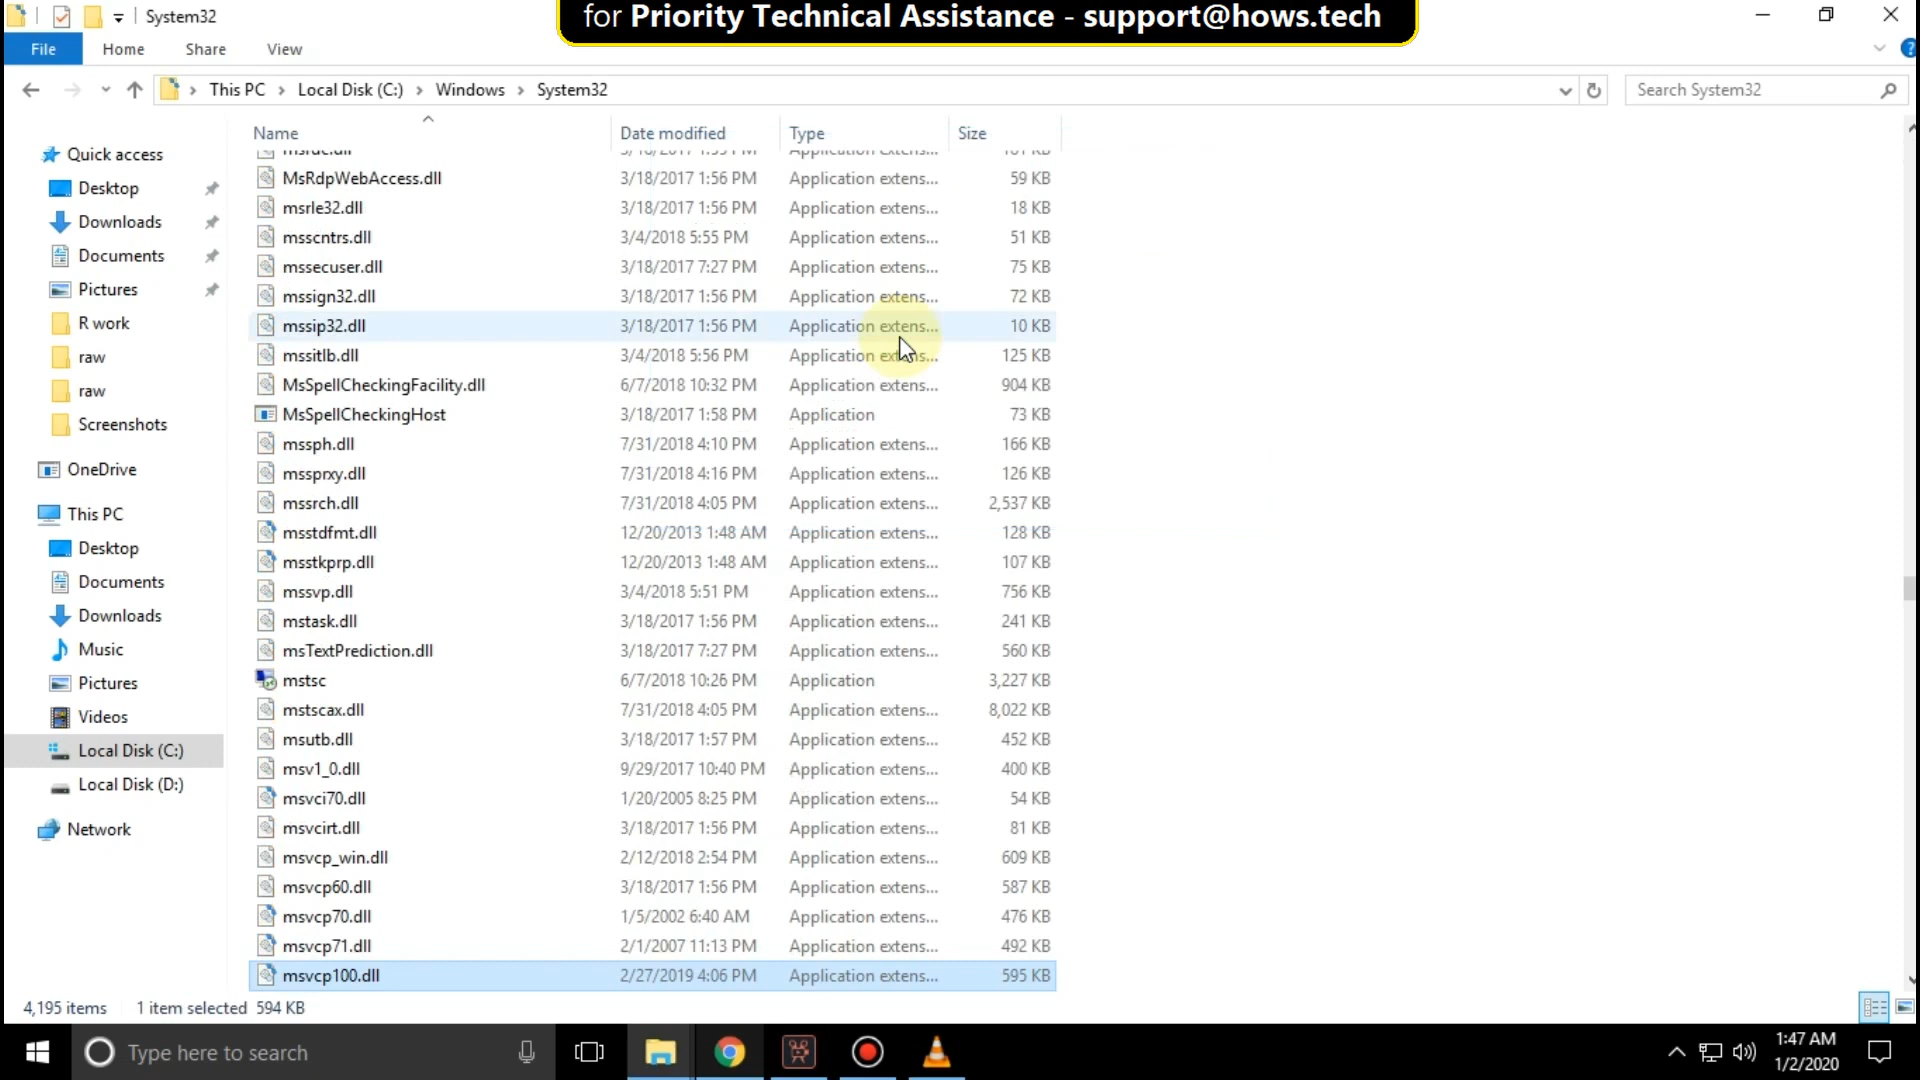 System32
for Priority Technical Assistance - support@hows.tech
File Home Share View
This PC Local Disk (C:) Windows System32
Search System32
Name Date modified Type Size
MsRdpWebAccess.dll 3/18/2017 1:56 PM Application extens... 59 KB
msrle32.dll 3/18/2017 1:56 PM Application extens... 18 KB
msscntrs.dll 3/4/2018 5:55 PM Application extens... 51 KB
mssecuser.dll 3/18/2017 7:27 PM Application extens... 75 KB
mssign32.dll 3/18/2017 1:56 PM Application extens... 72 KB
mssip32.dll 3/18/2017 1:56 PM Application extens... 10 KB
mssitlb.dll 3/4/2018 5:56 PM Application extens... 125 KB
MsSpellCheckingFacility.dll 6/7/2018 10:32 PM Application extens... 904 KB
MsSpellCheckingHost 3/18/2017 1:58 PM Application 73 KB
mssph.dll 7/31/2018 4:10 PM Application extens... 166 KB
mssprxy.dll 7/31/2018 4:16 PM Application extens... 126 KB
mssrch.dll 7/31/2018 4:05 PM Application extens... 2,537 KB
msstdfmt.dll 12/20/2013 1:48 AM Application extens... 128 KB
msstkprp.dll 12/20/2013 1:48 AM Application extens... 107 KB
mssvp.dll 3/4/2018 5:51 PM Application extens... 756 KB
mstask.dll 3/18/2017 1:56 PM Application extens... 241 KB
msTextPrediction.dll 3/18/2017 7:27 PM Application extens... 560 KB
mstsc 6/7/2018 10:26 PM Application 3,227 KB
mstscax.dll 7/31/2018 4:05 PM Application extens... 8,022 KB
msutb.dll 3/18/2017 1:57 PM Application extens... 452 KB
msv1_0.dll 9/29/2017 10:40 PM Application extens... 400 KB
msvci70.dll 1/20/2005 8:25 PM Application extens... 54 KB
msvcirt.dll 3/18/2017 1:56 PM Application extens... 81 KB
msvcp_win.dll 2/12/2018 2:54 PM Application extens... 609 KB
msvcp60.dll 3/18/2017 1:56 PM Application extens... 587 KB
msvcp70.dll 1/5/2002 6:40 AM Application extens... 476 KB
msvcp71.dll 2/1/2007 11:13 PM Application extens... 492 KB
msvcp100.dll 2/27/2019 4:06 PM Application extens... 595 KB
Quick access
Desktop
Downloads
Documents
Pictures
R work
raw
raw
Screenshots
OneDrive
This PC
Desktop
Documents
Downloads
Music
Pictures
Videos
Local Disk (C:)
Local Disk (D:)
Network
4,195 items 1 item selected 594 KB
Type here to search
1:47 AM
1/2/2020